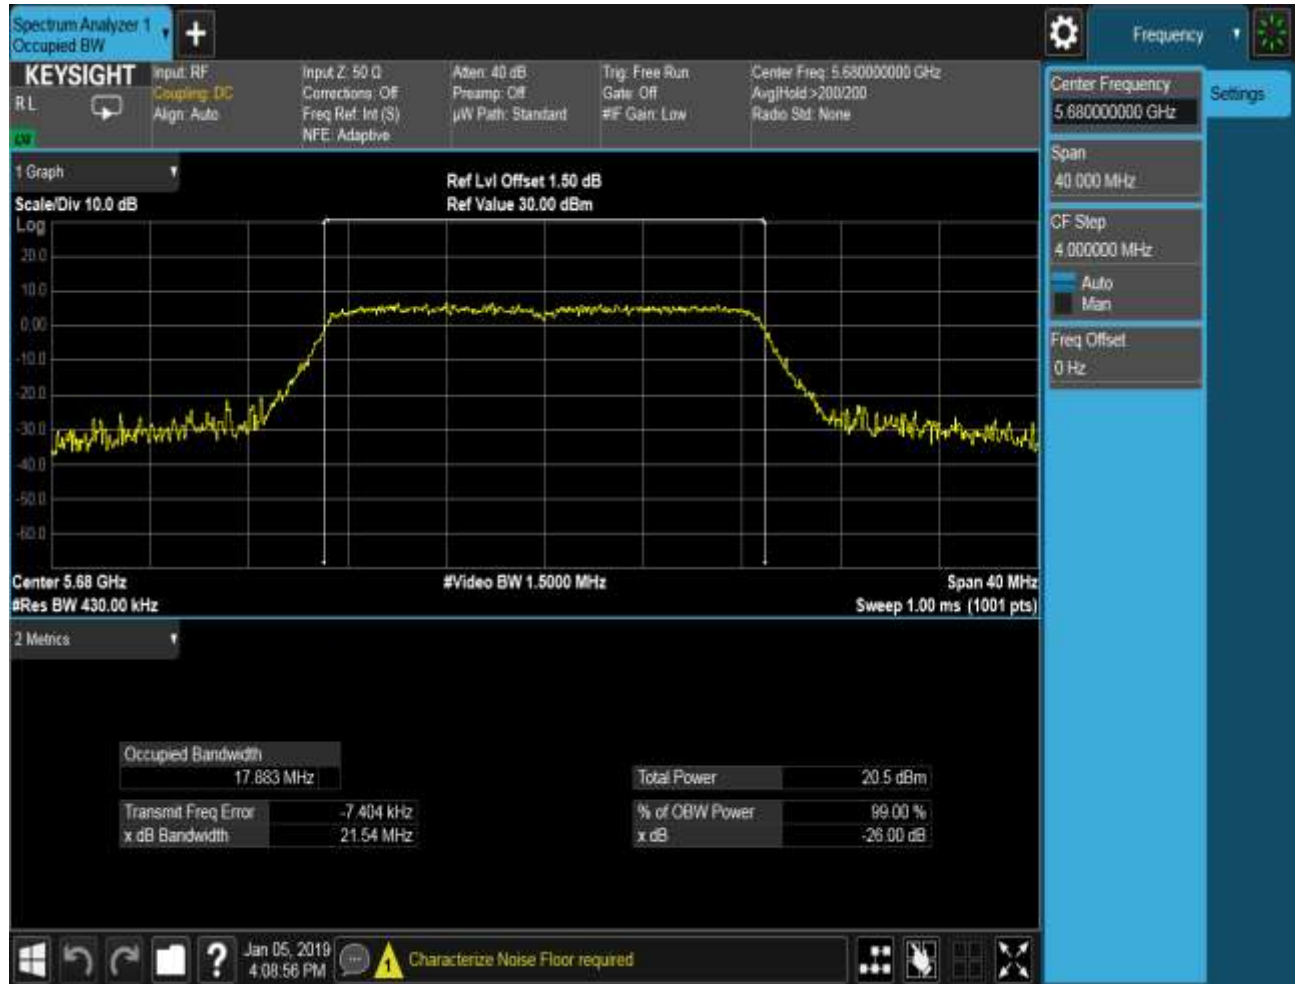 Spectrum Analyzer 1
Occupied BW
Frequency
KEYSIGHT
RL
Input: RF
Coupling: DC
Align: Auto
Input Z: 50 Ω
Corrections: Off
Freq Ref: Int (S)
NFE: Adaptive
Atten: 40 dB
Preamp: Off
µW Path: Standard
Trig: Free Run
Gate: Off
#IF Gain: Low
Center Freq: 5.680000000 GHz
Avg|Hold:>200/200
Radio Std: None
Center Frequency
5.680000000 GHz
Settings
Span
40.000 MHz
CF Step
4.000000 MHz
Auto
Man
Freq Offset
0 Hz
1 Graph
Scale/Div 10.0 dB
Ref Lvl Offset 1.50 dB
Ref Value 30.00 dBm
Log
20.0
10.0
0.00
-10.0
-20.0
-30.0
-40.0
-50.0
-60.0
Center 5.68 GHz
#Video BW 1.5000 MHz
Span 40 MHz
#Res BW 430.00 kHz
Sweep 1.00 ms (1001 pts)
2 Metrics
Occupied Bandwidth
17.883 MHz
Total Power 20.5 dBm
Transmit Freq Error -7.404 kHz
% of OBW Power 99.00 %
x dB Bandwidth 21.54 MHz
x dB -26.00 dB
?
Jan 05, 2019
4:08:56 PM
1
Characterize Noise Floor required